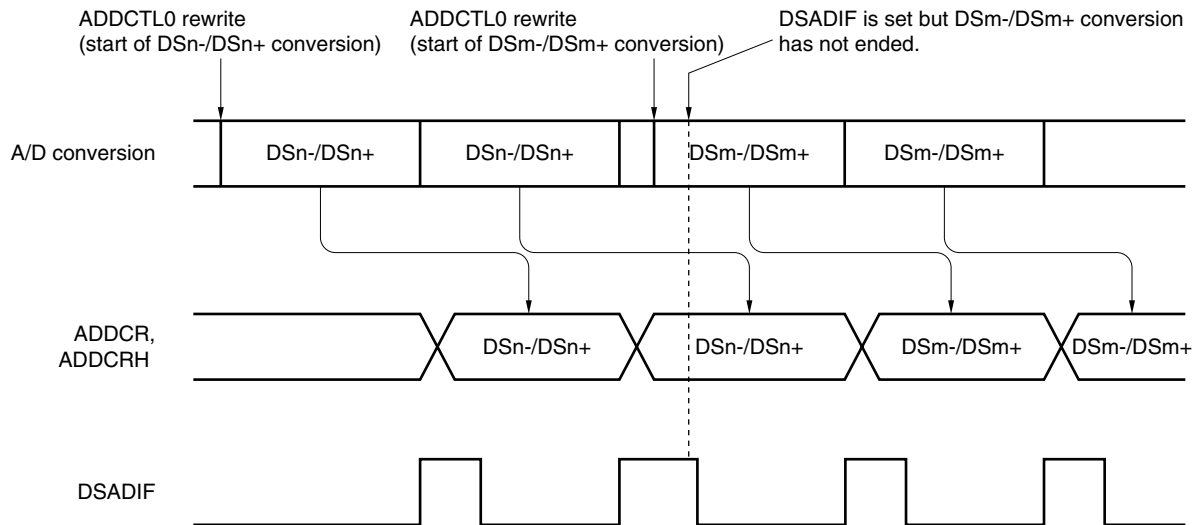 ADDCTL0 rewrite
(start of DSn-/DSn+ conversion)
ADDCTL0 rewrite
(start of DSm-/DSm+ conversion)
DSADIF is set but DSm-/DSm+ conversion
has not ended.
A/D conversion
DSn-/DSn+
DSn-/DSn+
DSm-/DSm+
DSm-/DSm+
ADDCR,
ADDCRH
DSn-/DSn+
DSn-/DSn+
DSm-/DSm+
DSm-/DSm+
DSADIF